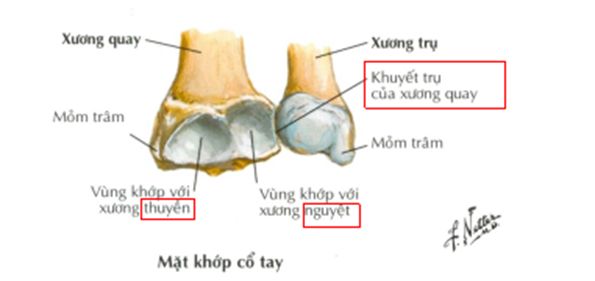 Xương quay
Xương trụ
Khuyết trụ
của xương quay
Mỏm trâm
Mỏm trâm
Vùng khớp với
xương thuyền
Vùng khớp với
xương nguyệt
F. Netter
M.D.
Mặt khớp cổ tay